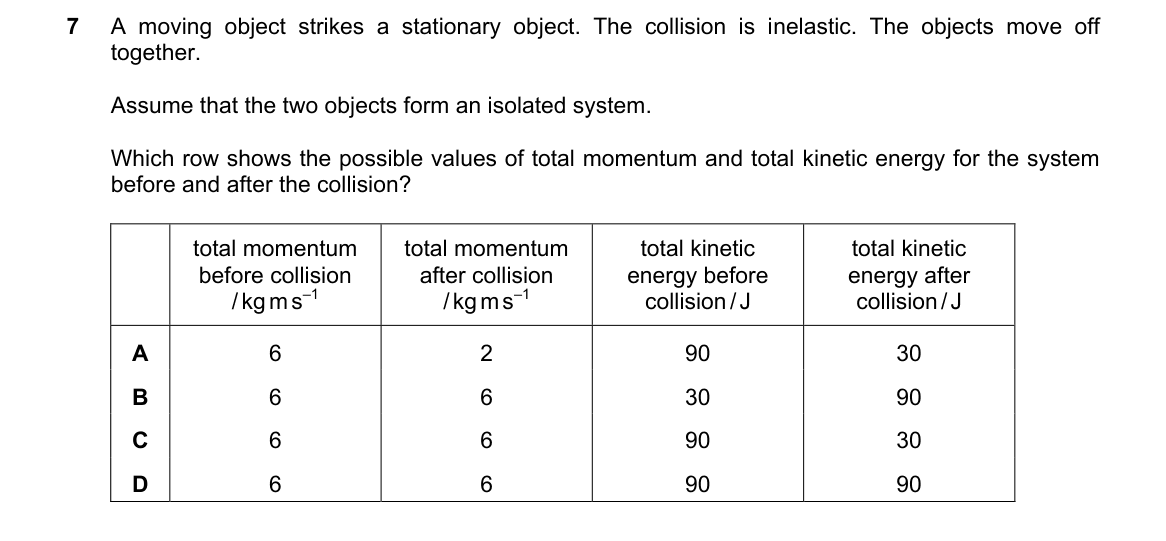 7 A moving object strikes a stationary object. The collision is inelastic. The objects move off
together.
Assume that the two objects form an isolated system.
Which row shows the possible values of total momentum and total kinetic energy for the system
before and after the collision?
total momentum before collision / kg m s⁻¹ total momentum after collision / kg m s⁻¹ total kinetic energy before collision / J total kinetic energy after collision / J
A 6 2 90 30
B 6 6 30 90
C 6 6 90 30
D 6 6 90 90